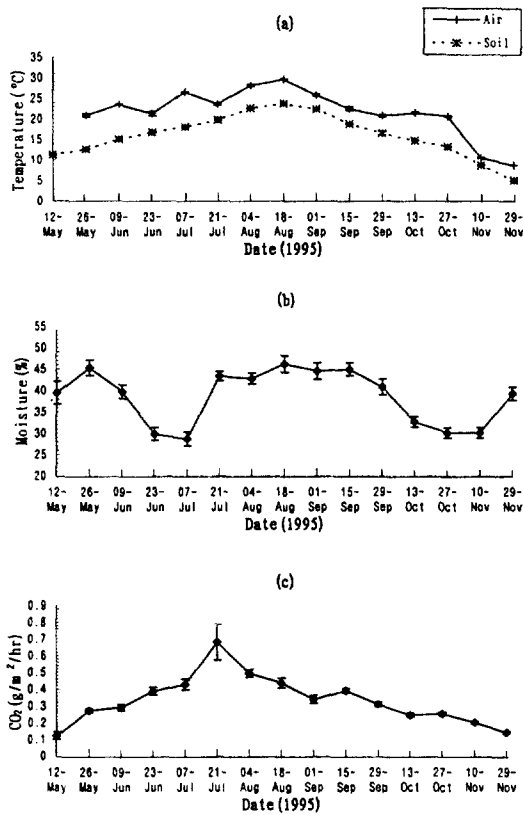 (a)
Air
Soil
Temperature (°C)
35
30
25
20
15
10
5
0
12- 26- 09- 23- 07- 21- 04- 18- 01- 15- 29- 13- 27- 10- 29-
May May Jun Jun Jul Jul Aug Aug Sep Sep Sep Oct Oct Nov Nov
Date (1995)
(b)
Moisture (%)
55
50
45
40
35
30
25
20
12- 26- 09- 23- 07- 21- 04- 18- 01- 15- 29- 13- 27- 10- 29-
May May Jun Jun Jul Jul Aug Aug Sep Sep Sep Oct Oct Nov Nov
Date (1995)
(c)
CO₂ (g/m²/hr)
0.9
0.8
0.7
0.6
0.5
0.4
0.3
0.2
0.1
0
12- 26- 09- 23- 07- 21- 04- 18- 01- 15- 29- 13- 27- 10- 29-
May May Jun Jun Jul Jul Aug Aug Sep Sep Sep Oct Oct Nov Nov
Date (1995)